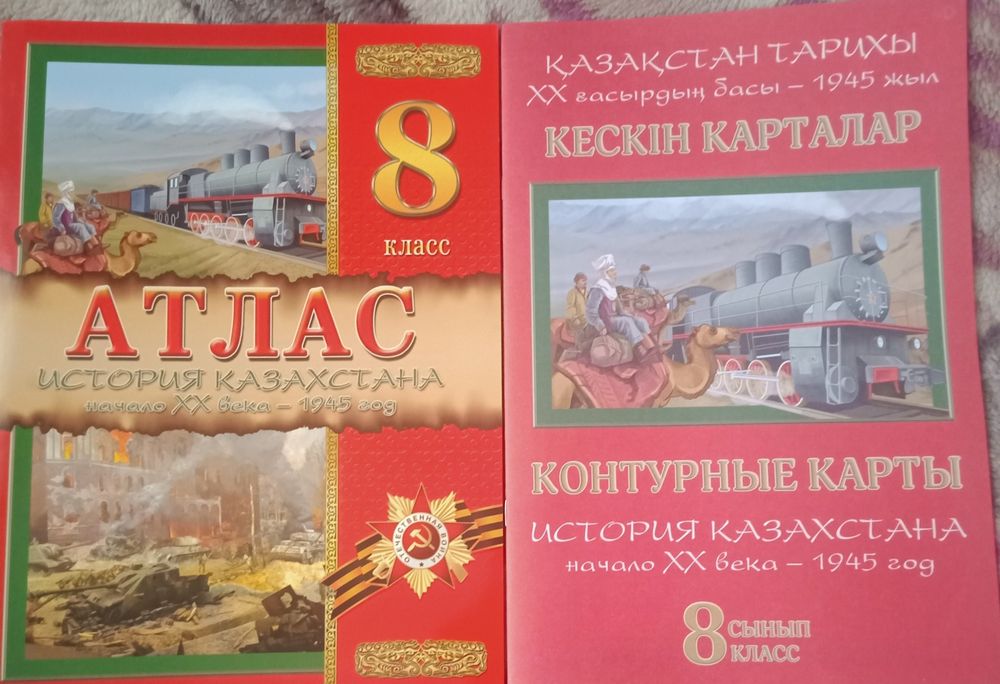 8
класс
АТЛАС
ИСТОРИЯ КАЗАХСТАНА
начало XX века – 1945 год
ОТЕЧЕСТВЕННАЯ ВОЙНА
ҚАЗАҚСТАН ТАРИХЫ
XX ғасырдың басы – 1945 жыл
КЕСКІН КАРТАЛАР
КОНТУРНЫЕ КАРТЫ
ИСТОРИЯ КАЗАХСТАНА
начало XX века – 1945 год
8 СЫНЫП
КЛАСС